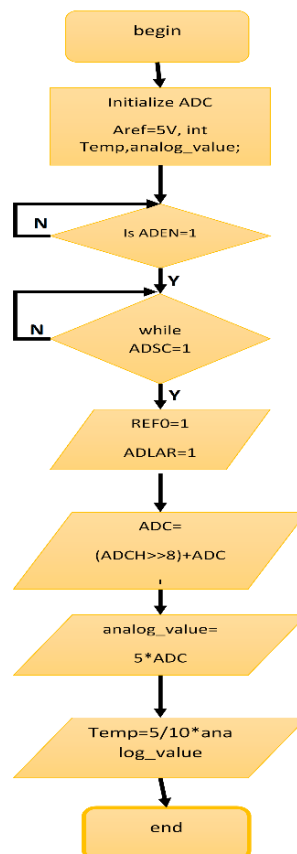 begin
Initialize ADC
Aref=5V, int
Temp,analog_value;
N
Is ADEN=1
Y
N
while
ADSC=1
Y
REF0=1
ADLAR=1
ADC=
(ADCH>>8)+ADC
analog_value=
5*ADC
Temp=5/10*ana
log_value
end